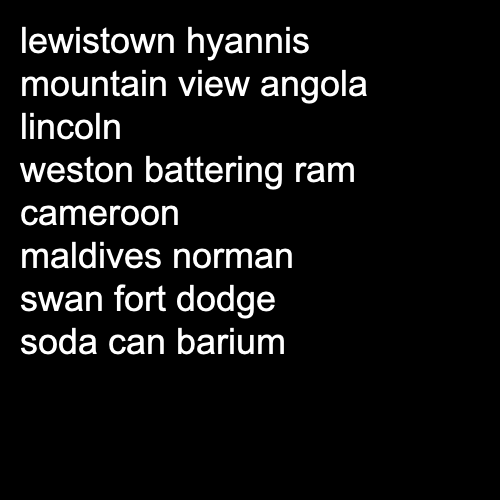 lewistown hyannis
mountain view angola
lincoln
weston battering ram
cameroon
maldives norman
swan fort dodge
soda can barium